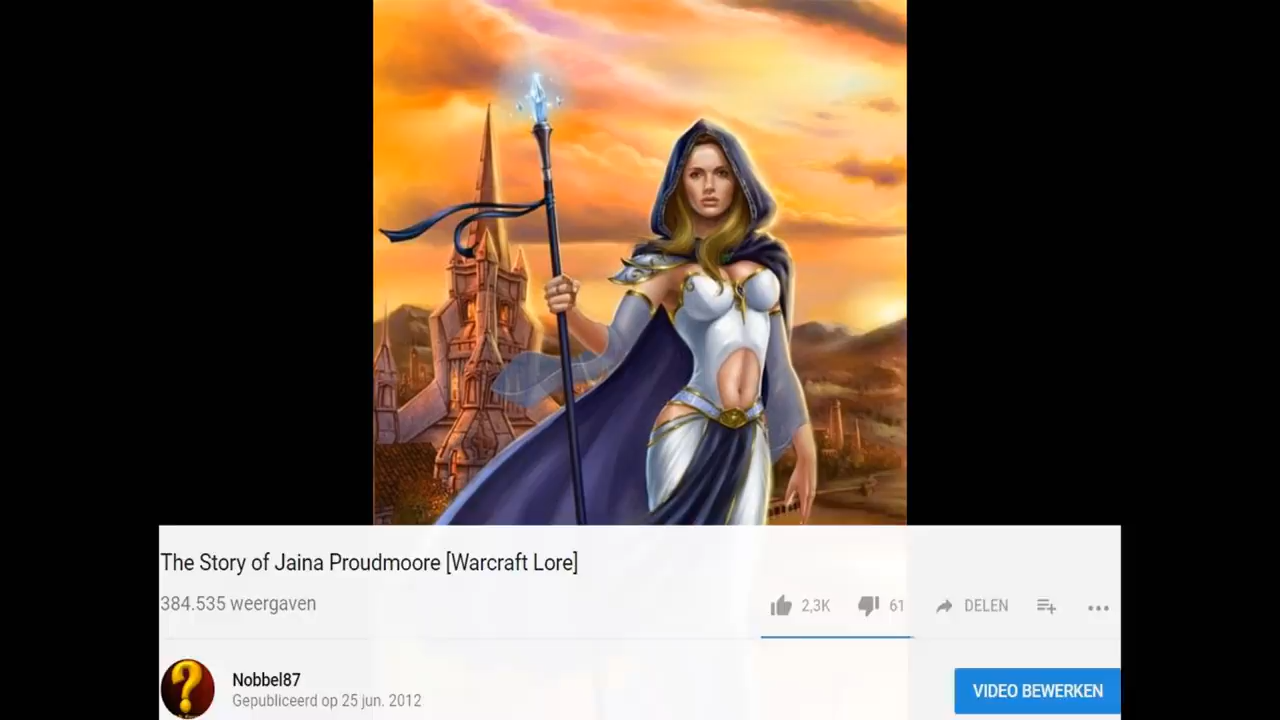 The Story of Jaina Proudmoore [Warcraft Lore]
384.535 weergaven
2,3K 61 DELEN
Nobbel87
Gepubliceerd op 25 jun. 2012
VIDEO BEWERKEN